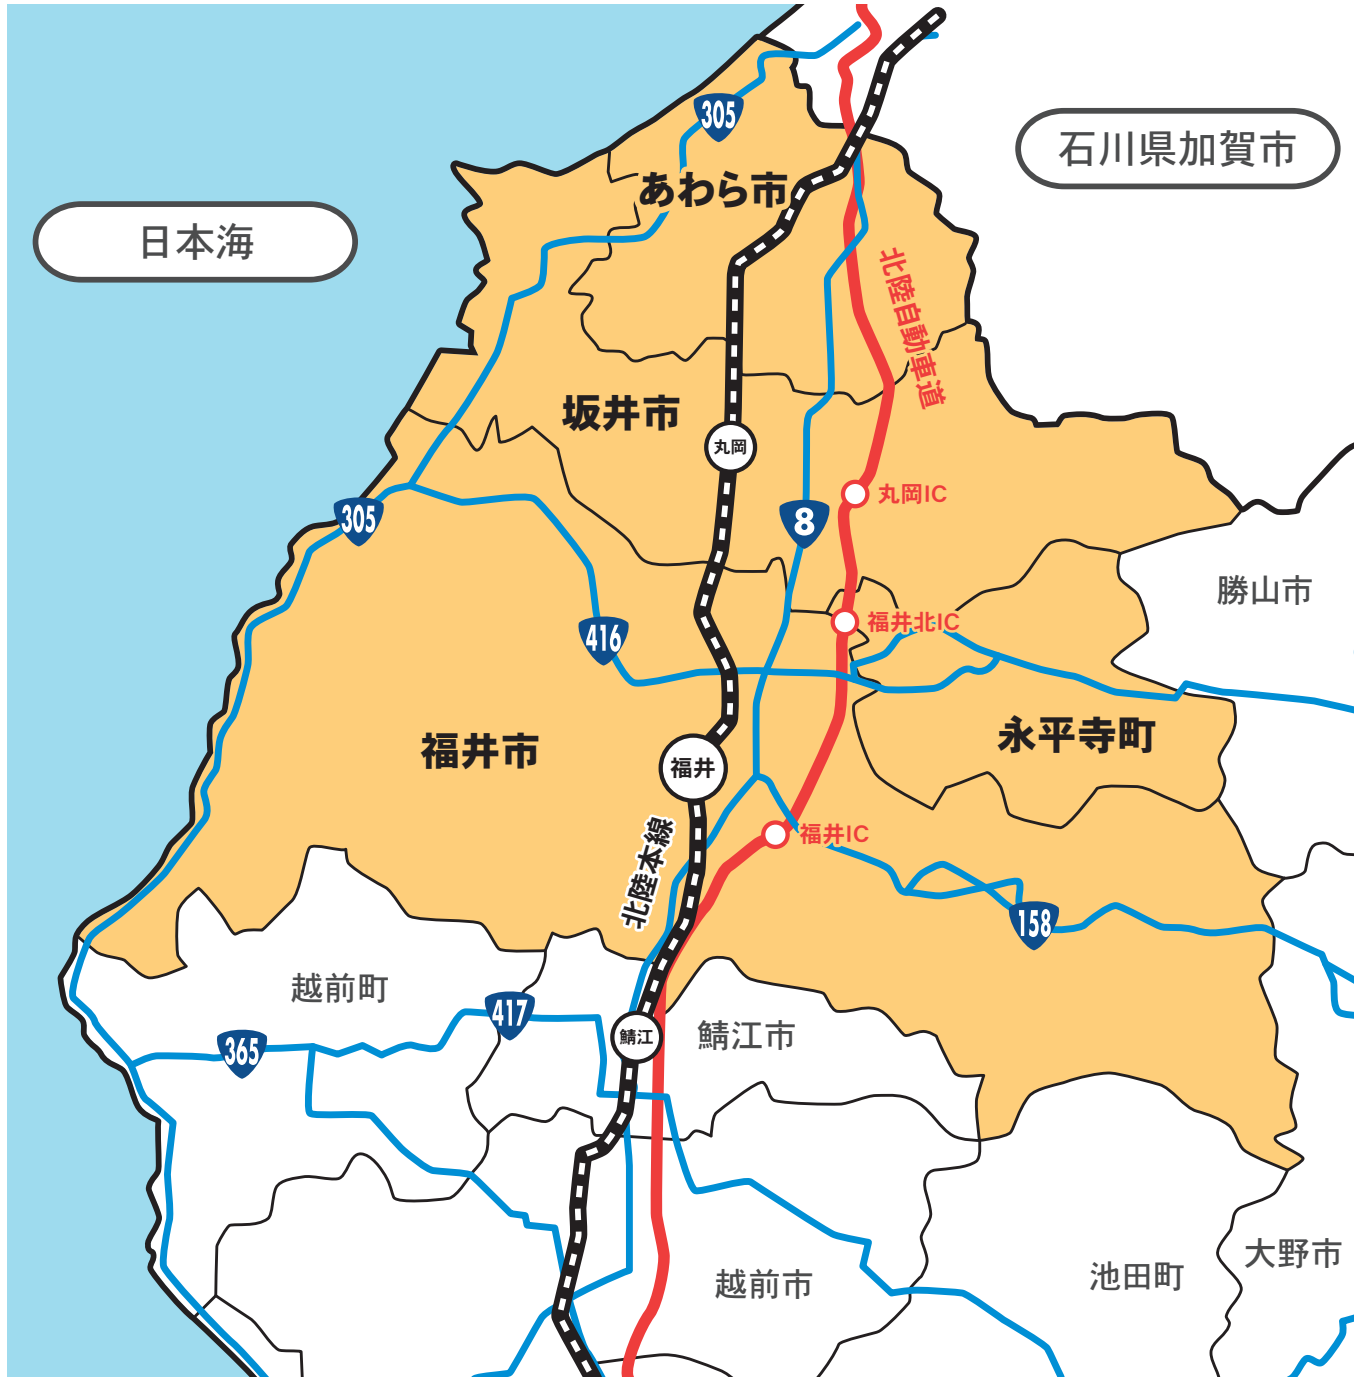 305
石川県加賀市
あわら市
日本海
北陸自動車道
坂井市
丸岡
丸岡IC
305
8
勝山市
416
福井北IC
永平寺町
福井市
福井
福井IC
北陸本線
158
越前町
417
鯖江
鯖江市
365
大野市
池田町
越前市